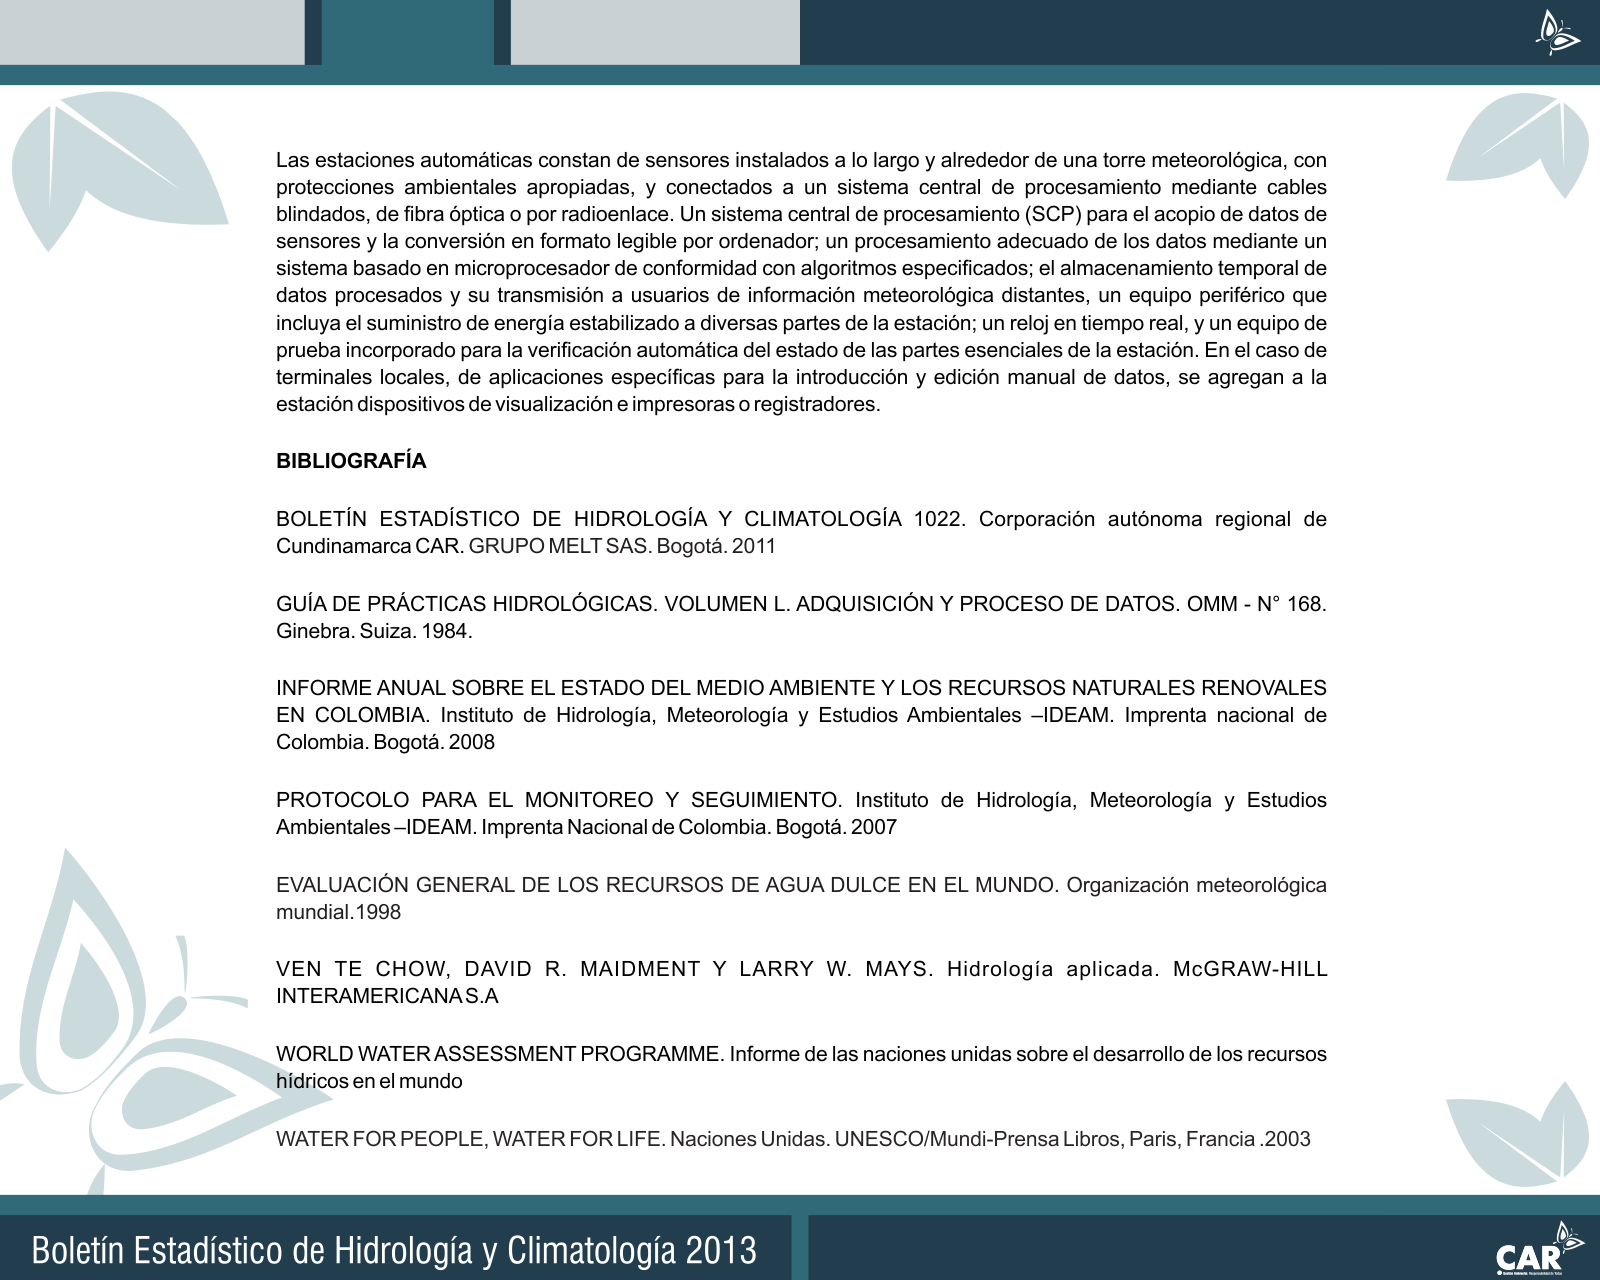 Las estaciones automáticas constan de sensores instalados a lo largo y alrededor de una torre meteorológica, con
protecciones ambientales apropiadas, y conectados a un sistema central de procesamiento mediante cables
blindados, de fibra óptica o por radioenlace. Un sistema central de procesamiento (SCP) para el acopio de datos de
sensores y la conversión en formato legible por ordenador; un procesamiento adecuado de los datos mediante un
sistema basado en microprocesador de conformidad con algoritmos especificados; el almacenamiento temporal de
datos procesados y su transmisión a usuarios de información meteorológica distantes, un equipo periférico que
incluya el suministro de energía estabilizado a diversas partes de la estación; un reloj en tiempo real, y un equipo de
prueba incorporado para la verificación automática del estado de las partes esenciales de la estación. En el caso de
terminales locales, de aplicaciones específicas para la introducción y edición manual de datos, se agregan a la
estación dispositivos de visualización e impresoras o registradores.
BIBLIOGRAFÍA
BOLETÍN ESTADÍSTICO DE HIDROLOGÍA Y CLIMATOLOGÍA 1022. Corporación autónoma regional de
Cundinamarca CAR. GRUPO MELT SAS. Bogotá. 2011
GUÍA DE PRÁCTICAS HIDROLÓGICAS. VOLUMEN L. ADQUISICIÓN Y PROCESO DE DATOS. OMM - N° 168.
Ginebra. Suiza. 1984.
INFORME ANUAL SOBRE EL ESTADO DEL MEDIO AMBIENTE Y LOS RECURSOS NATURALES RENOVALES
EN COLOMBIA. Instituto de Hidrología, Meteorología y Estudios Ambientales –IDEAM. Imprenta nacional de
Colombia. Bogotá. 2008
PROTOCOLO PARA EL MONITOREO Y SEGUIMIENTO. Instituto de Hidrología, Meteorología y Estudios
Ambientales –IDEAM. Imprenta Nacional de Colombia. Bogotá. 2007
EVALUACIÓN GENERAL DE LOS RECURSOS DE AGUA DULCE EN EL MUNDO. Organización meteorológica
mundial.1998
VEN TE CHOW, DAVID R. MAIDMENT Y LARRY W. MAYS. Hidrología aplicada. McGRAW-HILL
INTERAMERICANA S.A
WORLD WATER ASSESSMENT PROGRAMME. Informe de las naciones unidas sobre el desarrollo de los recursos
hídricos en el mundo
WATER FOR PEOPLE, WATER FOR LIFE. Naciones Unidas. UNESCO/Mundi-Prensa Libros, Paris, Francia .2003
Boletín Estadístico de Hidrología y Climatología 2013
CAR